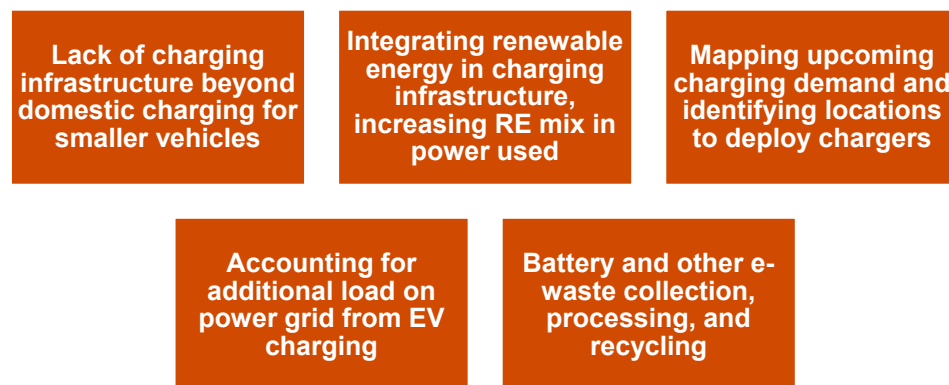 Lack of charging
infrastructure beyond
domestic charging for
smaller vehicles
Integrating renewable
energy in charging
infrastructure,
increasing RE mix in
power used
Mapping upcoming
charging demand and
identifying locations
to deploy chargers
Accounting for
additional load on
power grid from EV
charging
Battery and other e-
waste collection,
processing, and
recycling